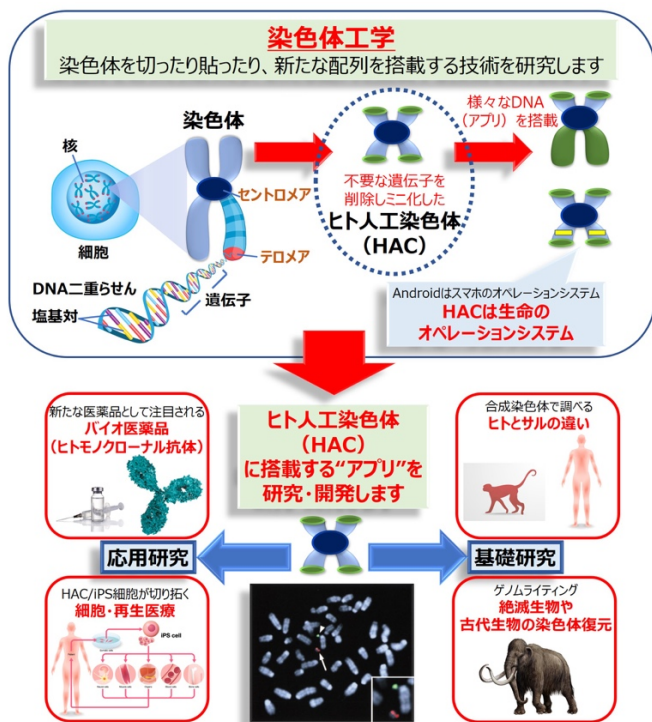 染色体工学
染色体を切ったり貼ったり、新たな配列を搭載する技術を研究します
様々なDNA
(アプリ)を搭載
染色体
核
細胞
セントロメア
テロメア
DNA二重らせん
塩基対
遺伝子
不要な遺伝子を
削除しミニ化した
ヒト人工染色体
(HAC)
Androidはスマホのオペレーションシステム
HACは生命の
オペレーションシステム
新たな医薬品として注目される
バイオ医薬品
(ヒトモノクローナル抗体)
ヒト人工染色体
(HAC)
に搭載する“アプリ”を
研究・開発します
合成染色体で調べる
ヒトとサルの違い
応用研究
基礎研究
HAC/iPS細胞が切り拓く
細胞・再生医療
iPS cell
ゲノムライティング
絶滅生物や
古代生物の染色体復元